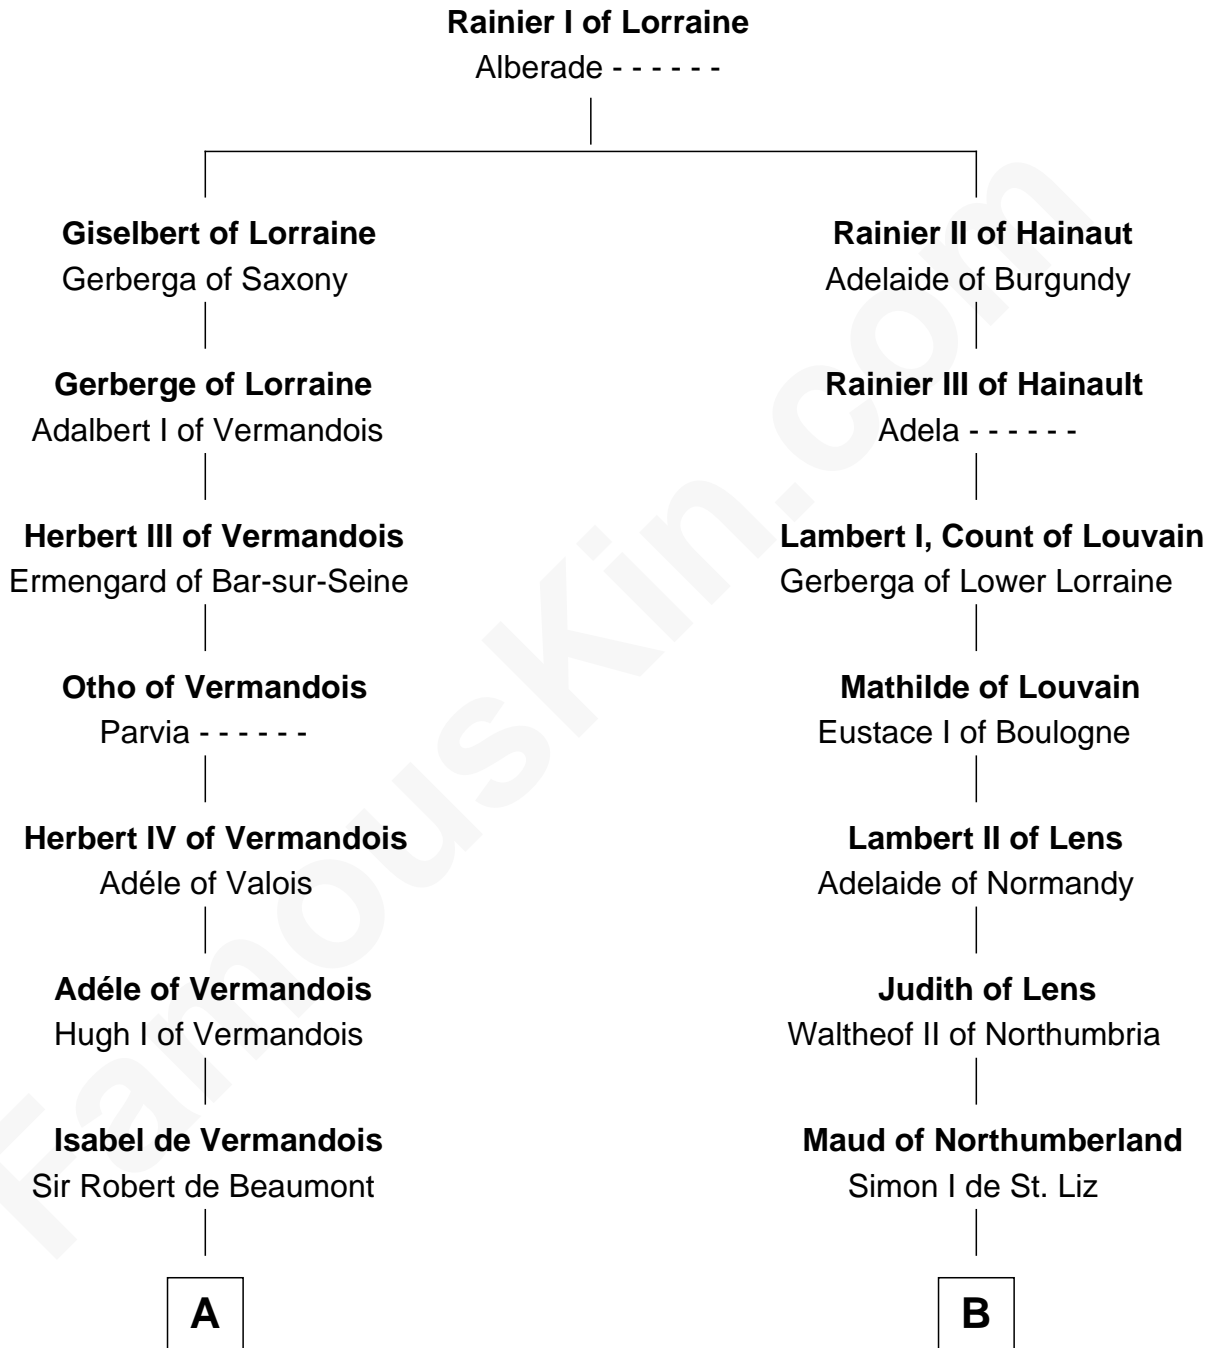 Rainier I of Lorraine
Alberade - - - - - -
Giselbert of Lorraine
Gerberga of Saxony
Rainier II of Hainaut
Adelaide of Burgundy
Gerberge of Lorraine
Adalbert I of Vermandois
Rainier III of Hainault
Adela - - - - - -
Herbert III of Vermandois
Ermengard of Bar-sur-Seine
Lambert I, Count of Louvain
Gerberga of Lower Lorraine
Otho of Vermandois
Parvia - - - - - -
Mathilde of Louvain
Eustace I of Boulogne
Herbert IV of Vermandois
Adéle of Valois
Lambert II of Lens
Adelaide of Normandy
Adéle of Vermandois
Hugh I of Vermandois
Judith of Lens
Waltheof II of Northumbria
Isabel de Vermandois
Sir Robert de Beaumont
Maud of Northumberland
Simon I de St. Liz
A
B
FamousKin.com